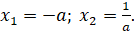 x₁ = −a; x₂ = 1/a.